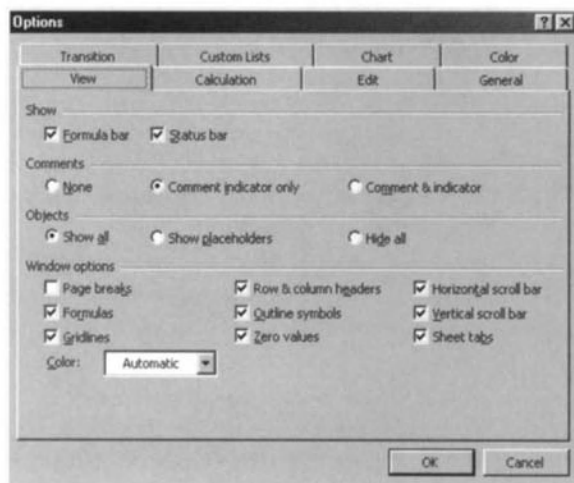 Options
Transition Custom Lists Chart Color
View Calculation Edit General
Show
Formula bar Status bar
Comments
None Comment indicator only Comment & indicator
Objects
Show all Show placeholders Hide all
Window options
Page breaks Row & column headers Horizontal scroll bar
Formulas Outline symbols Vertical scroll bar
Gridlines Zero values Sheet tabs
Color: Automatic
OK Cancel